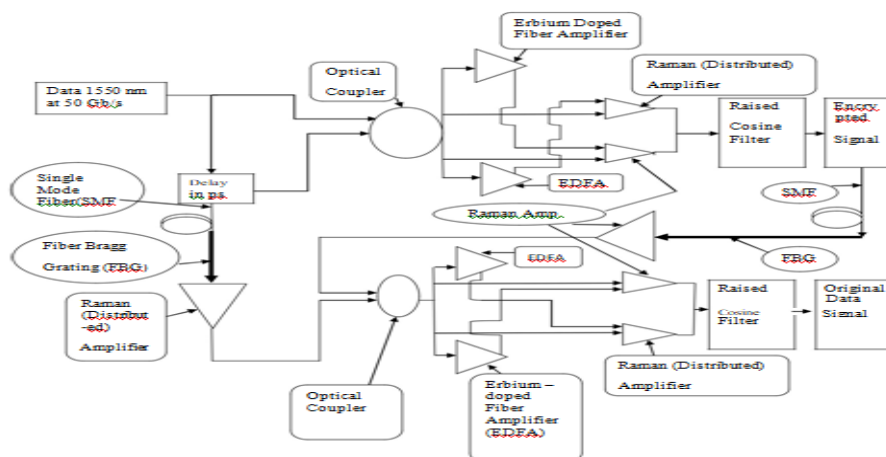 Erbium Doped
Fiber Amplifier
Optical
Coupler
Raman (Distributed)
Amplifier
Data 1550 nm
at 50 Gb/s
Raised
Cosine
Filter
Encry
pted
Signal
Single
Mode
Fiber(SMF
Delay
in ps.
EDFA
SMF
Raman Amp.
Fiber Bragg
Grating (FBG)
EDFA
FBG
Raman
(Distribut
-ed)
Amplifier
Raised
Cosine
Filter
Original
Data
Signal
Optical
Coupler
Erbium –
doped
Fiber
Amplifier
(EDFA)
Raman (Distributed)
Amplifier